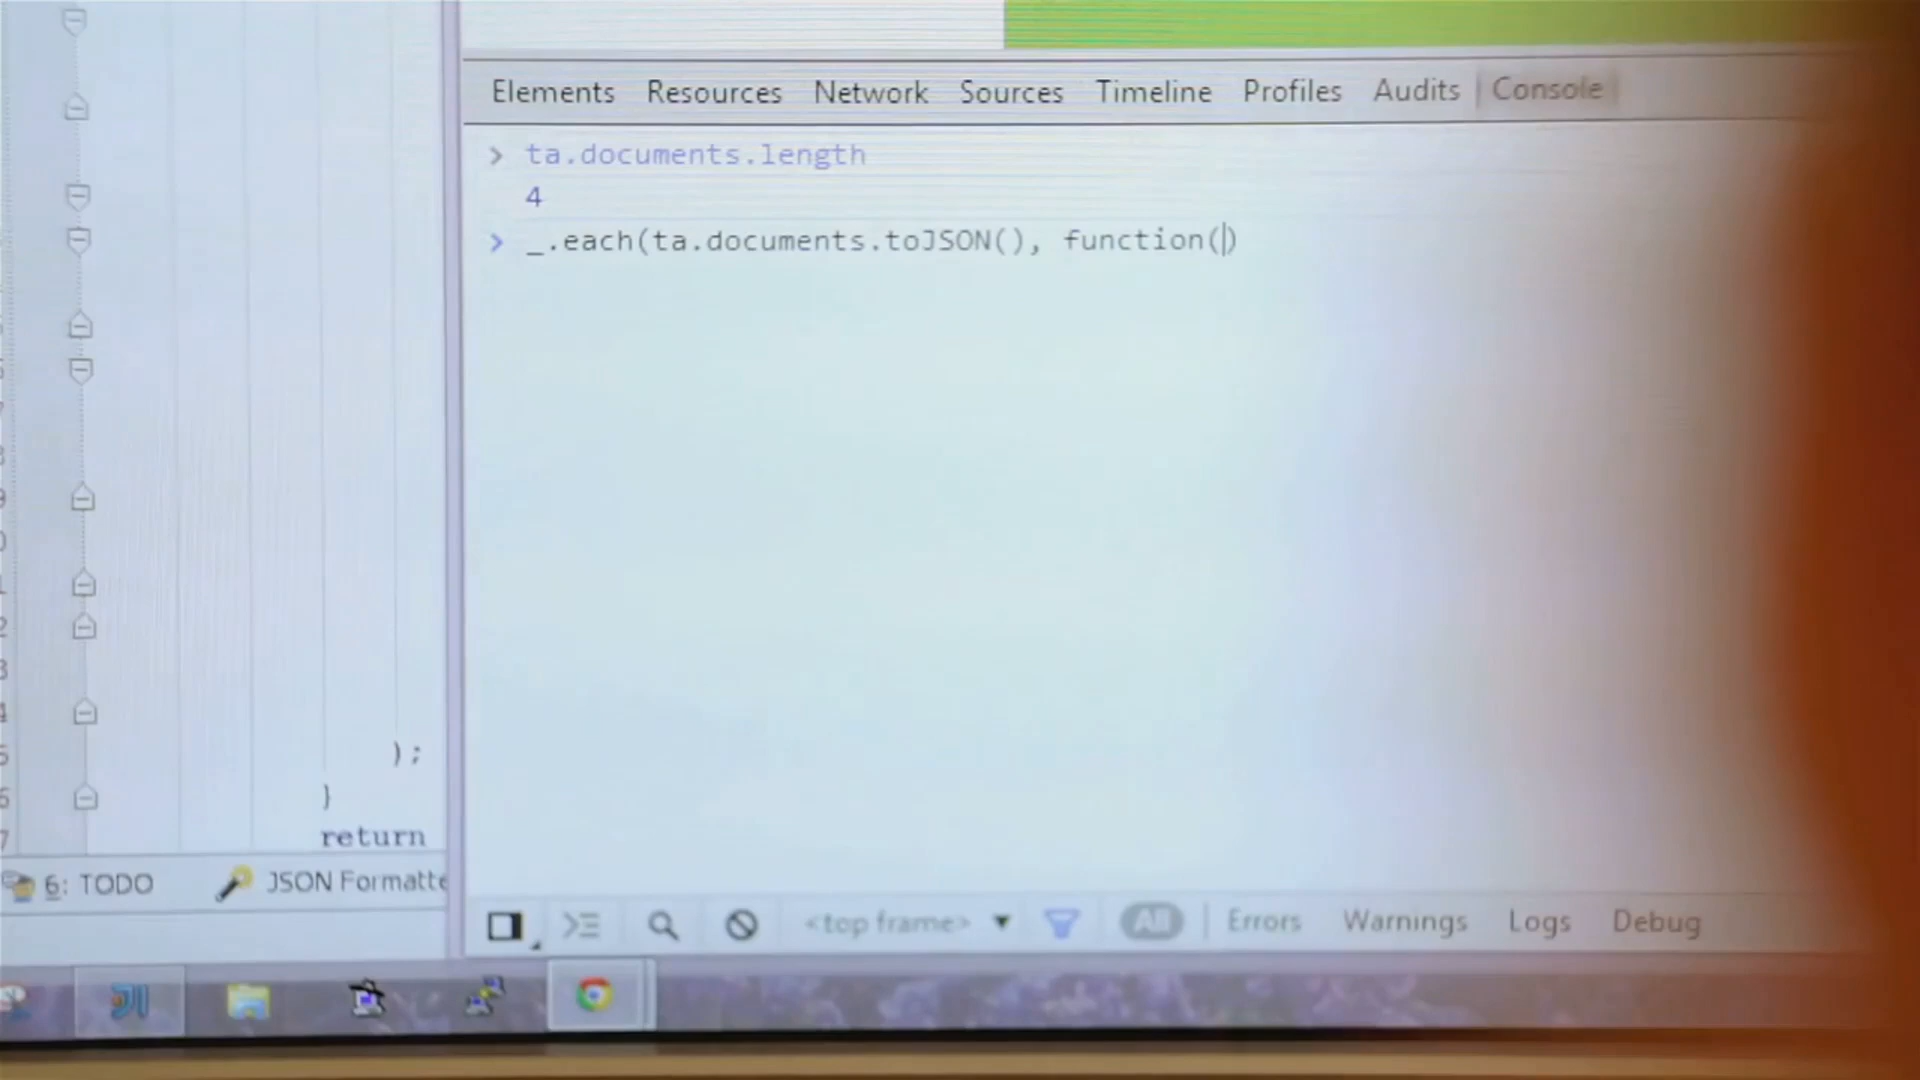 Elements Resources Network Sources Timeline Profiles Audits Console
> ta.documents.length
4
> _.each(ta.documents.toJSON(), function()
);
}
return
6: TODO JSON Formatte
<top frame> ▼ All Errors Warnings Logs Debug